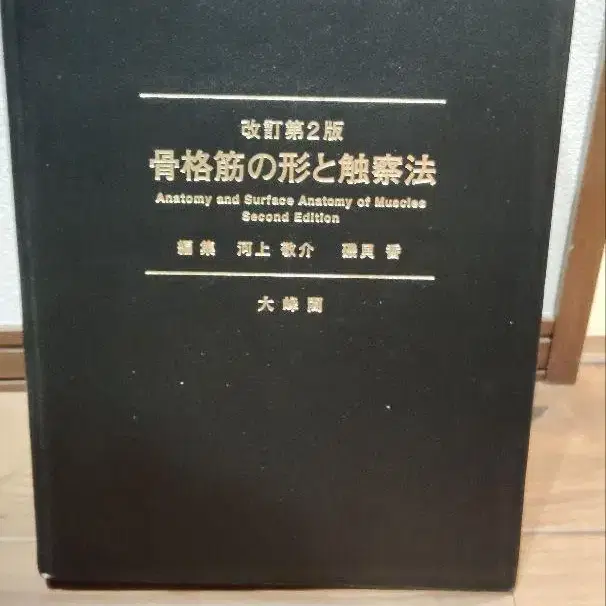 改訂第2版
骨格筋の形と触察法
Anatomy and Surface Anatomy of Muscles
Second Edition
編集 河上 敬介 磯貝 香
大峰閣